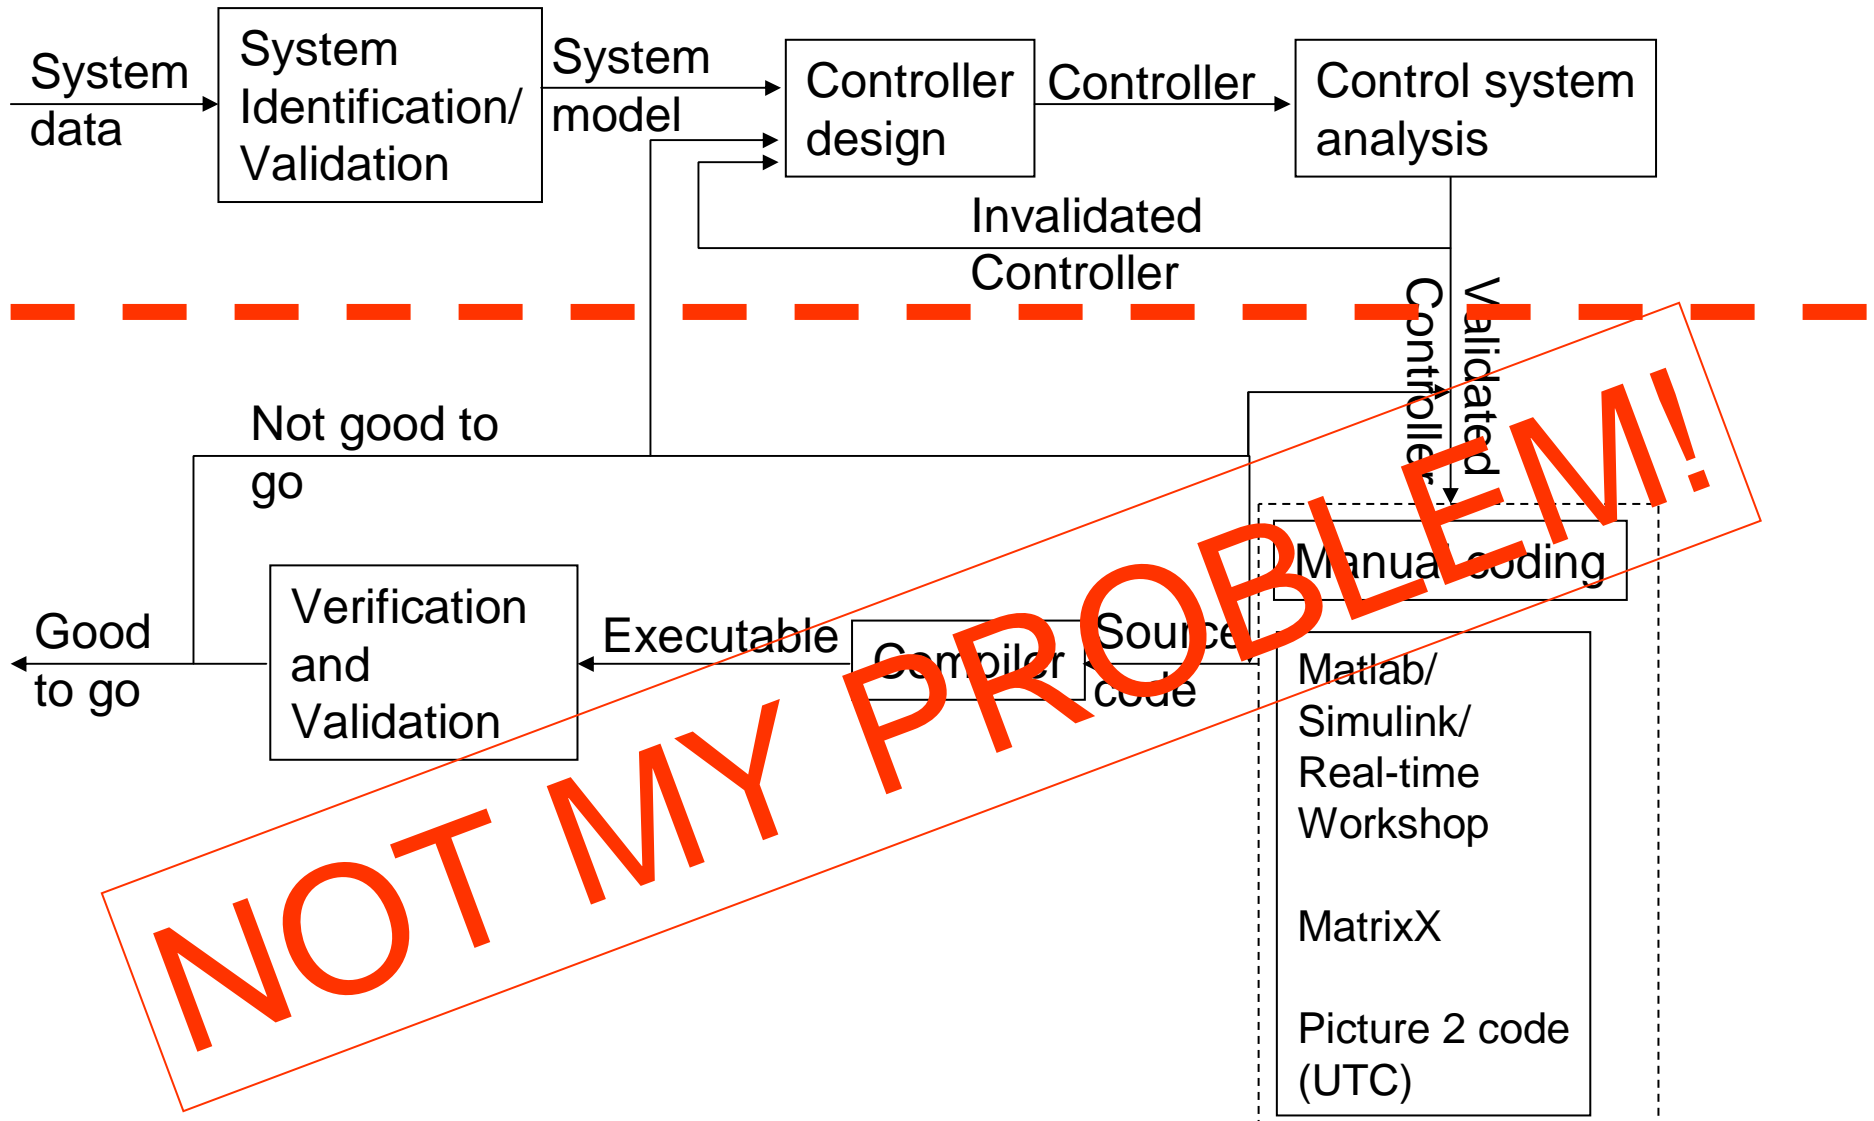 System
data
System
Identification/
Validation
System
model
Controller
design
Controller
Control system
analysis
Invalidated
Controller
Validated
Controller
Not good to
go
Manual coding
Good
to go
Verification
and
Validation
Executable
Compiler
Source
code
Matlab/
Simulink/
Real-time
Workshop
MatrixX
Picture 2 code
(UTC)
NOT MY PROBLEM!